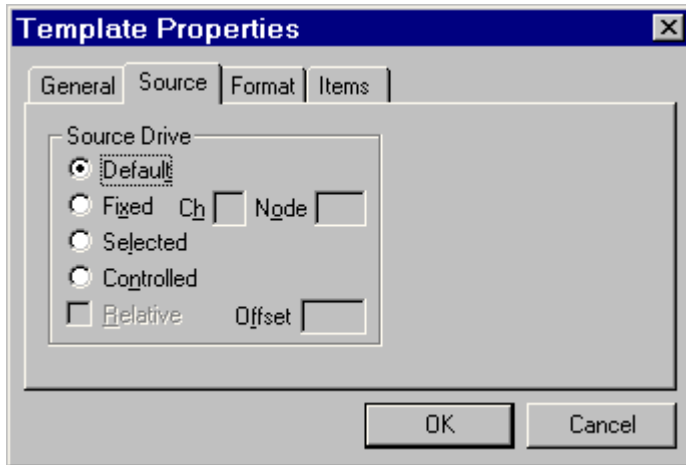 Template Properties
General Source Format Items
Source Drive
Default
Fixed Ch Node
Selected
Controlled
Relative Offset
OK Cancel